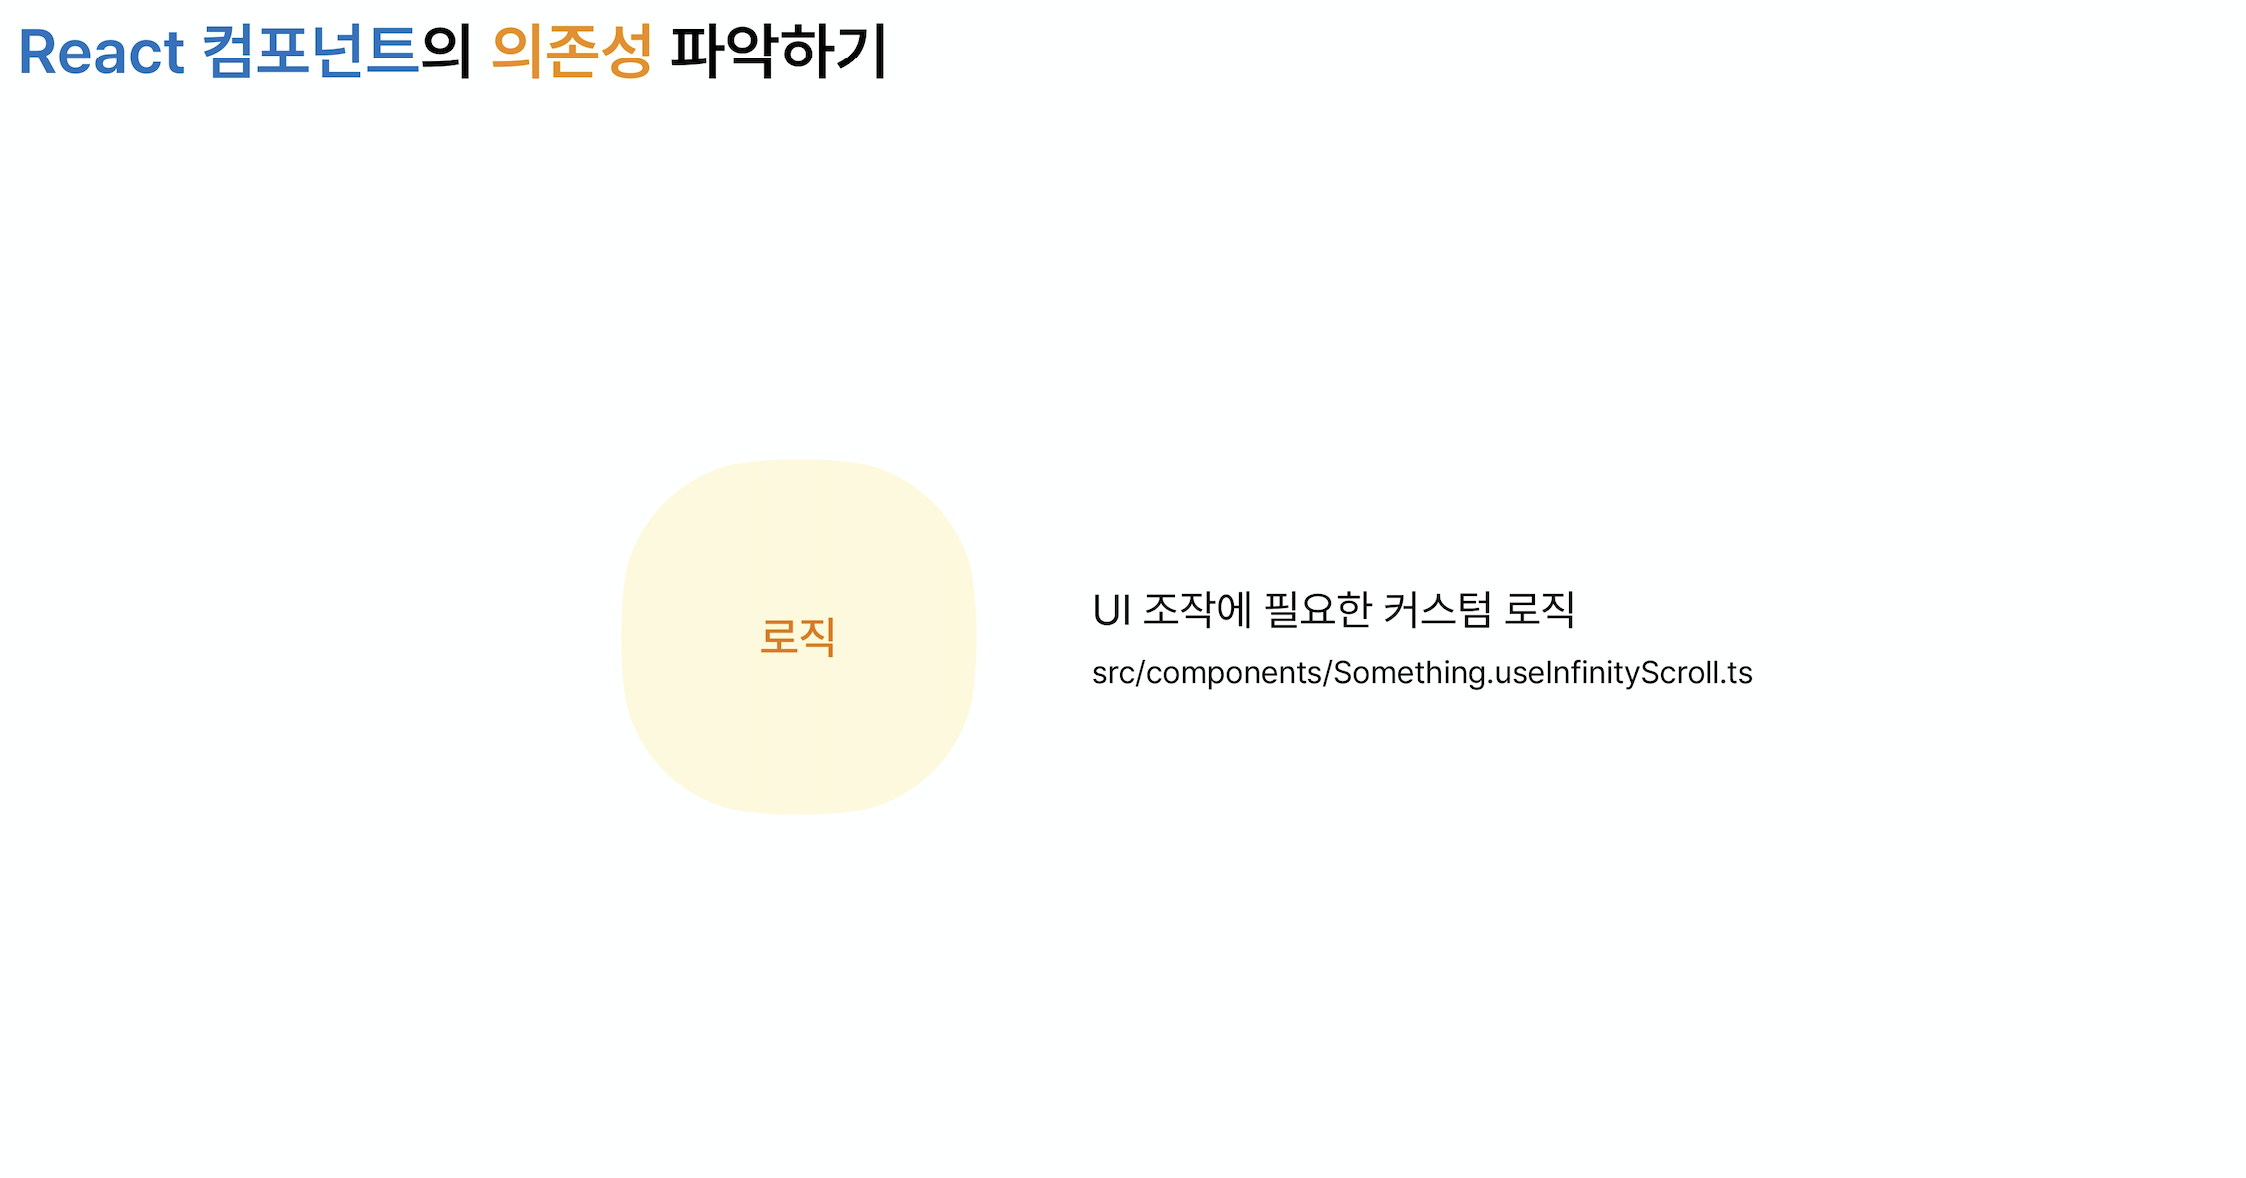 React 컴포넌트의 의존성 파악하기
로직
UI 조작에 필요한 커스텀 로직
src/components/Something.useInfinityScroll.ts